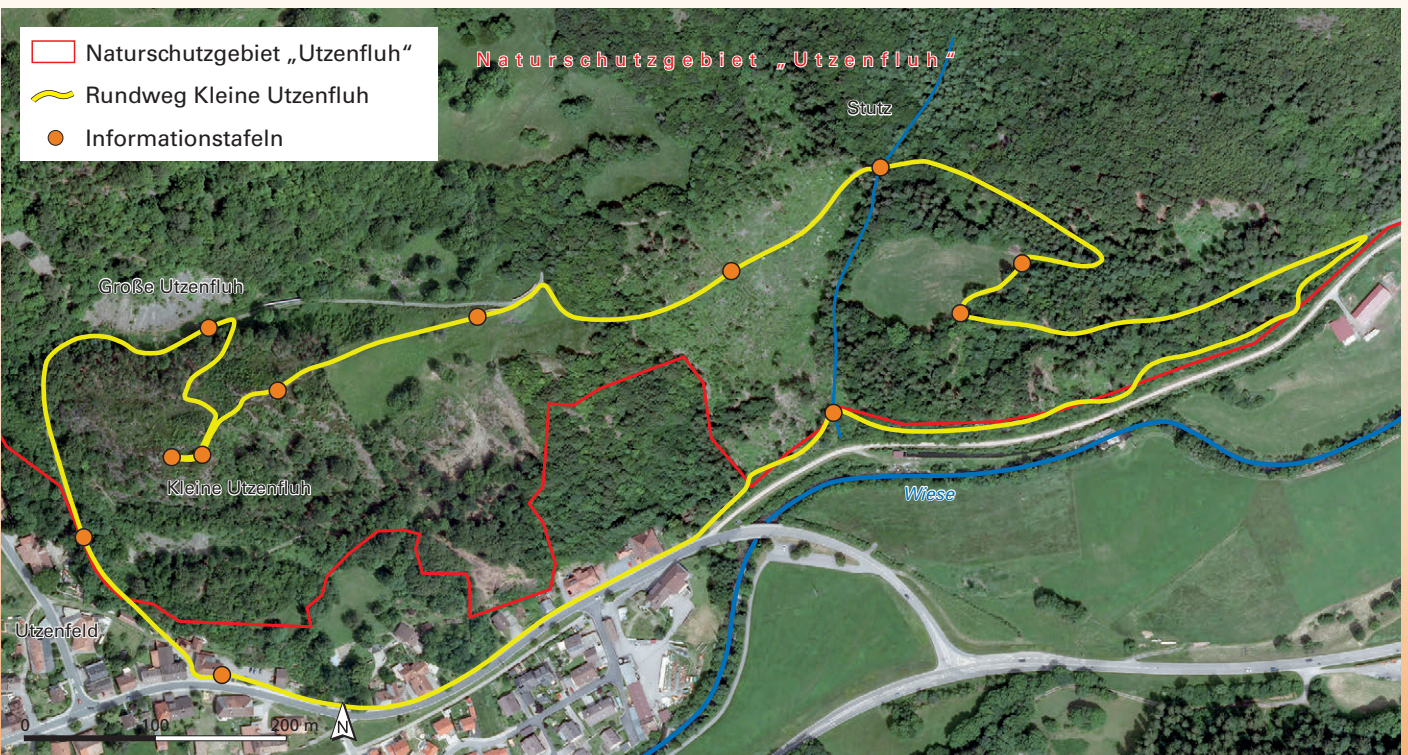 Naturschutzgebiet „Utzenfluh“
Rundweg Kleine Utzenfluh
Informationstafeln
Naturschutzgebiet „Utzenfluh“
Stutz
Große Utzenfluh
Kleine Utzenfluh
Wiese
Utzenfeld
0 100 200 m
N